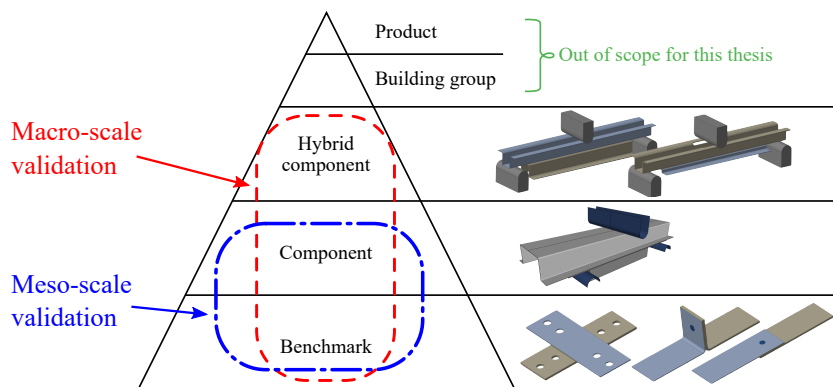 Product
Out of scope for this thesis
Building group
Macro-scale
validation
Hybrid
component
Component
Meso-scale
validation
Benchmark